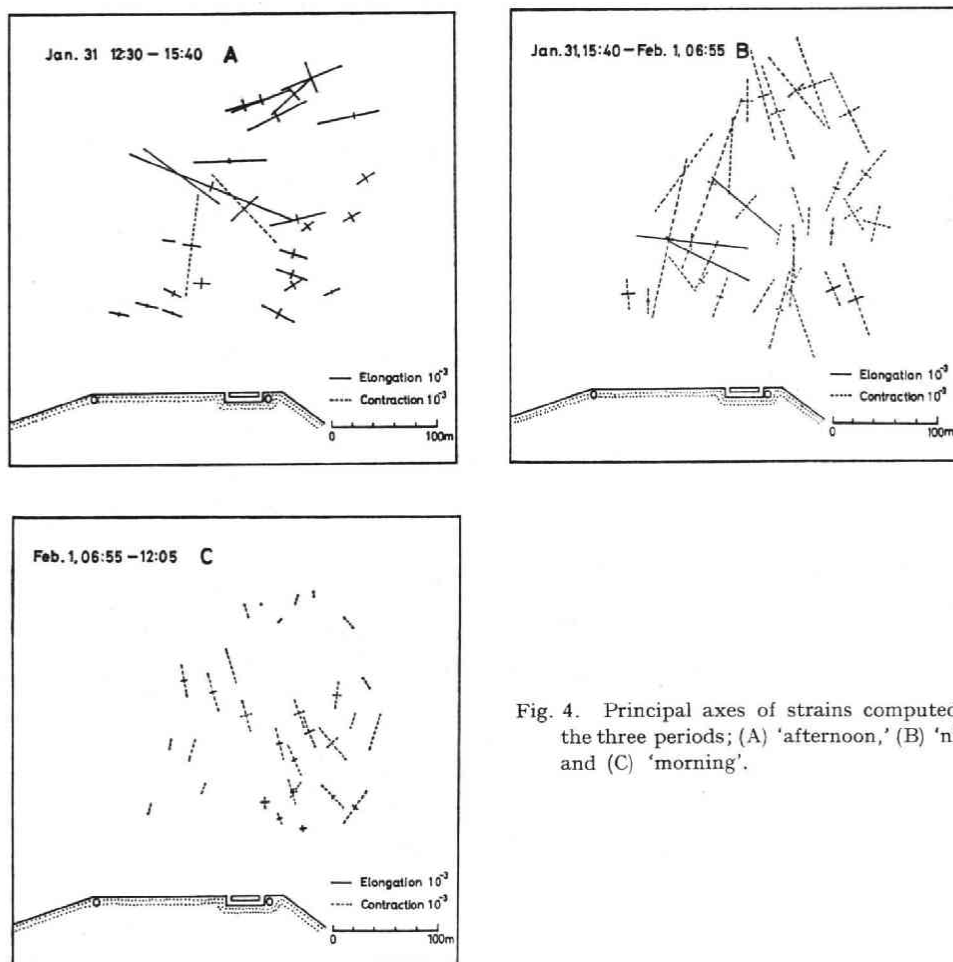 Jan. 31 12:30 – 15:40 A
Elongation 10⁻³
Contraction 10⁻³
0 100m
Jan.31,15:40 – Feb. 1, 06:55 B
Elongation 10⁻³
Contraction 10⁻³
0 100m
Feb. 1, 06:55 – 12:05 C
Elongation 10⁻³
Contraction 10⁻³
0 100m
Fig. 4. Principal axes of strains computed
the three periods; (A) ‘afternoon,’ (B) ‘n
and (C) ‘morning’.